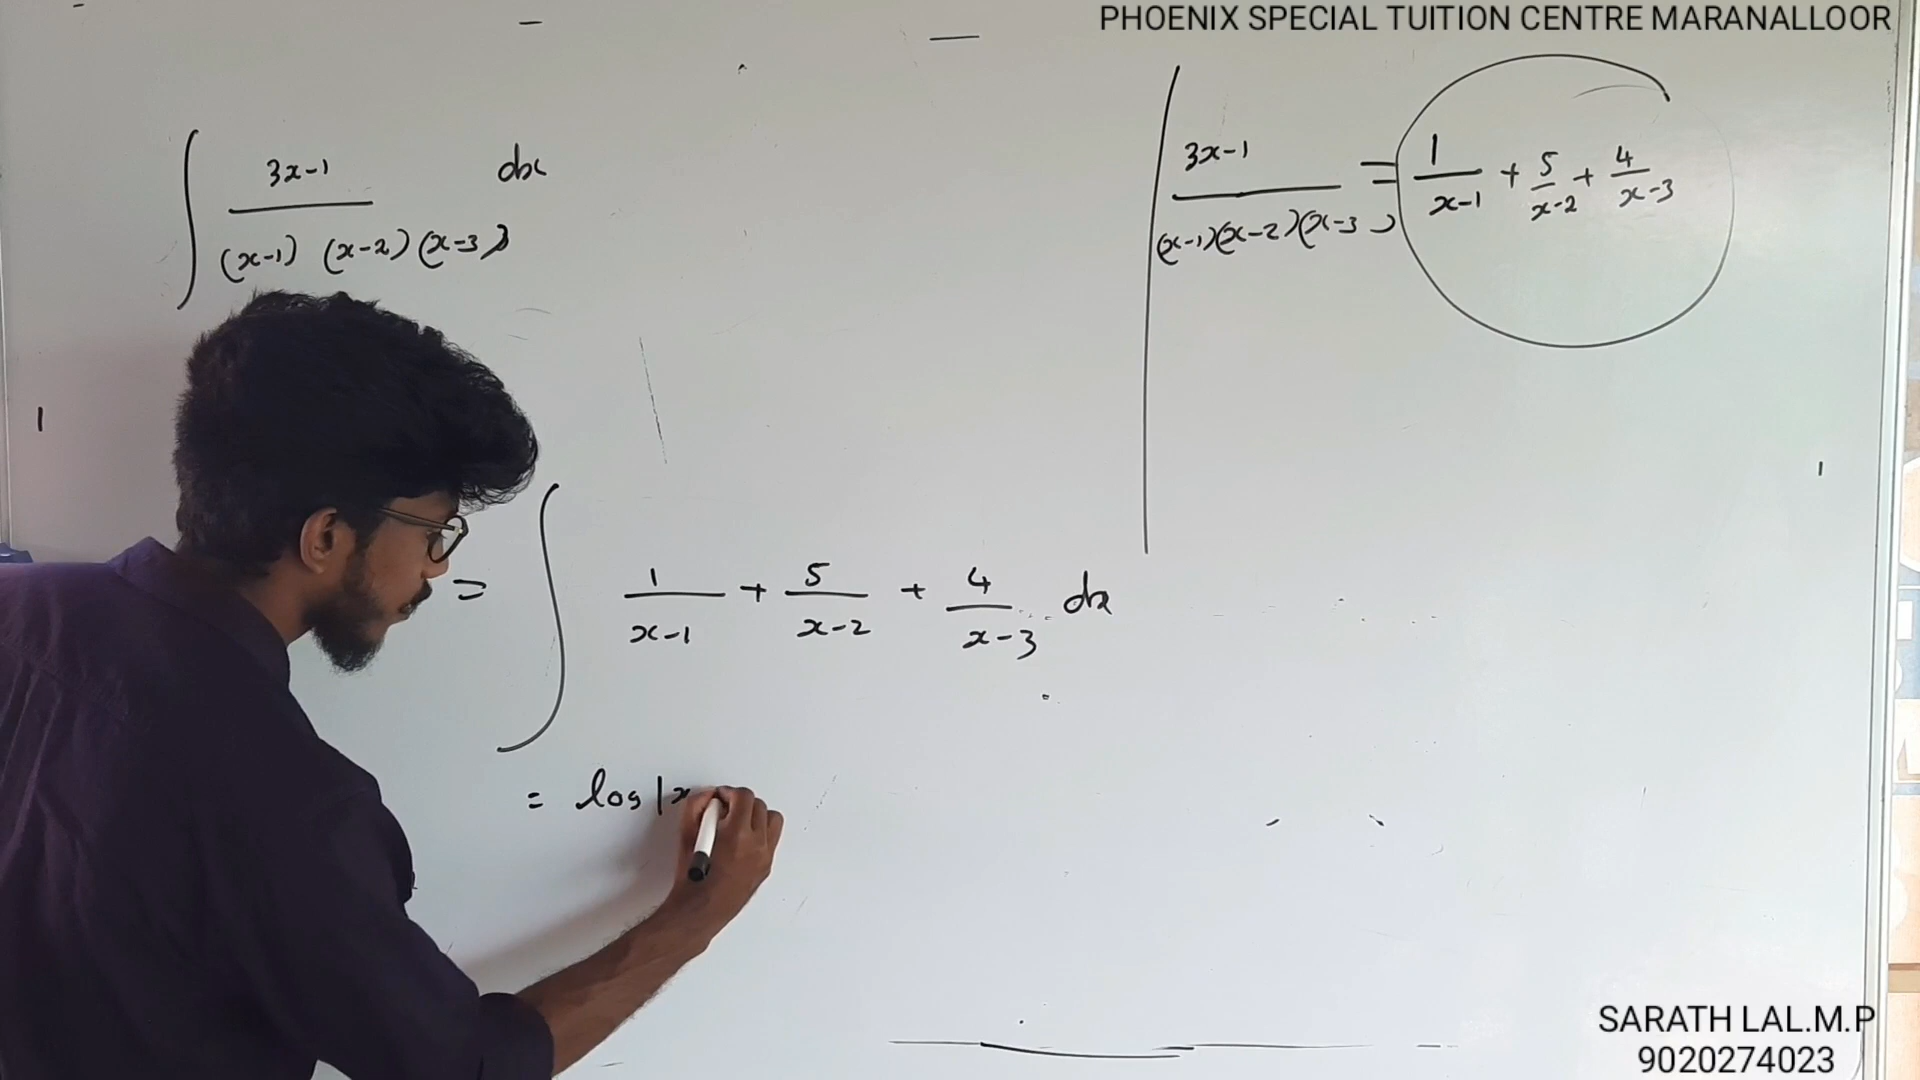 PHOENIX SPECIAL TUITION CENTRE MARANALLOOR
∫ 3x-1 / (x-1) (x-2) (x-3) dx
3x-1 / (x-1)(x-2)(x-3) = 1/x-1 + 5/x-2 + 4/x-3
= ∫ 1/x-1 + 5/x-2 + 4/x-3 dx
= log|x
SARATH LAL.M.P
9020274023